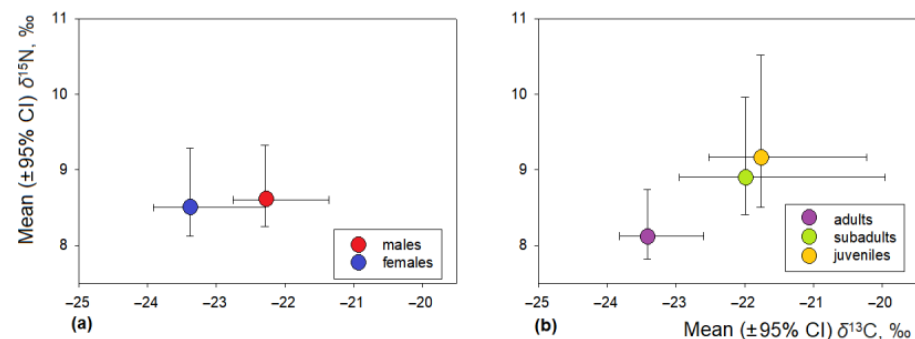 Mean (±95% CI) δ¹⁵N, ‰
11
10
9
8
−25
−24
−23
−22
−21
−20
(a)
males
females
11
10
9
8
−25
−24
−23
−22
−21
−20
(b)
adults
subadults
juveniles
Mean (±95% CI) δ¹³C, ‰